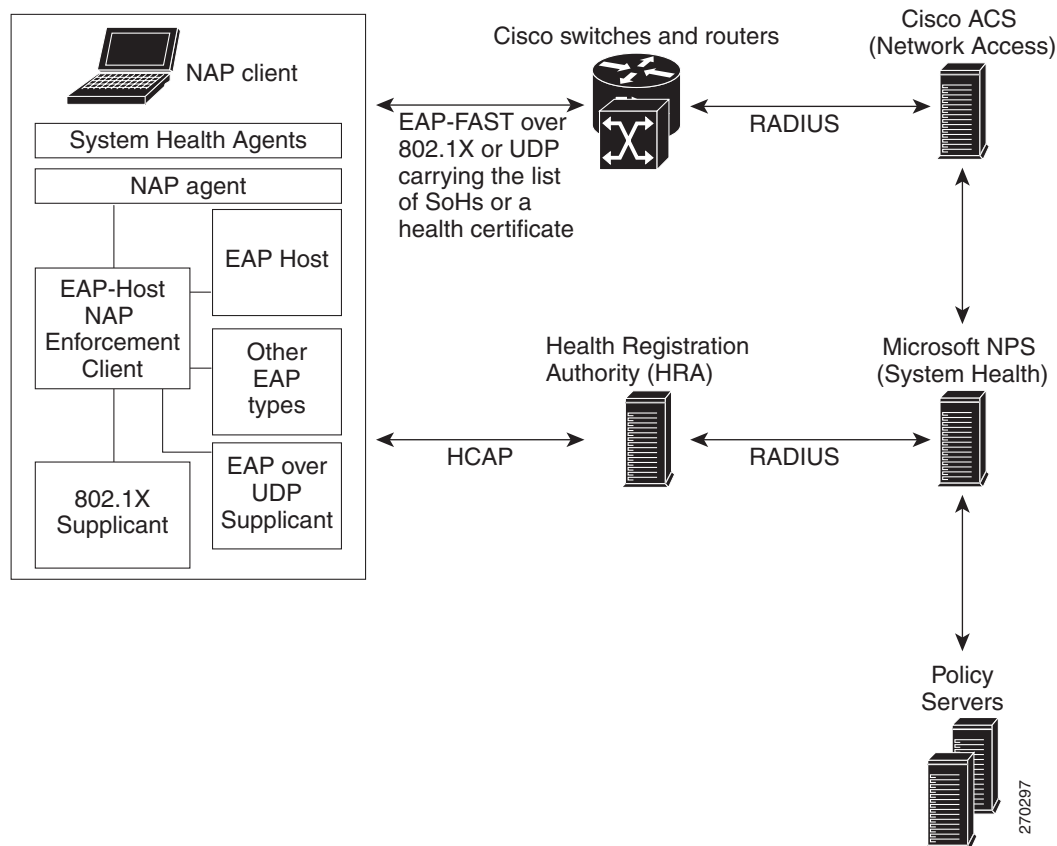 NAP client
System Health Agents
NAP agent
EAP Host
EAP-Host
NAP
Enforcement
Client
Other
EAP
types
802.1X
Supplicant
EAP over
UDP
Supplicant
Cisco switches and routers
EAP-FAST over
802.1X or UDP
carrying the list
of SoHs or a
health certificate
RADIUS
Cisco ACS
(Network Access)
Health Registration
Authority (HRA)
HCAP
RADIUS
Microsoft NPS
(System Health)
Policy
Servers
270297